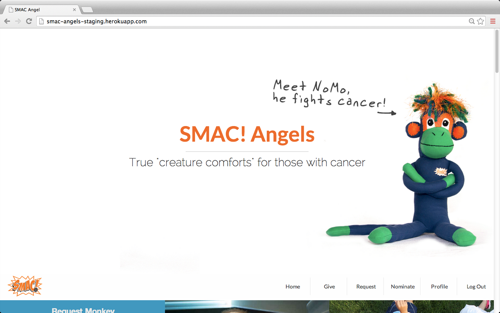 SMAC! Angel
smac-angels-staging.herokuapp.com
Meet NoMo,
he fights cancer!
SMAC! Angels
True "creature comforts" for those with cancer
SMAC!
Home Give Request Nominate Profile Log Out
Request Monkey